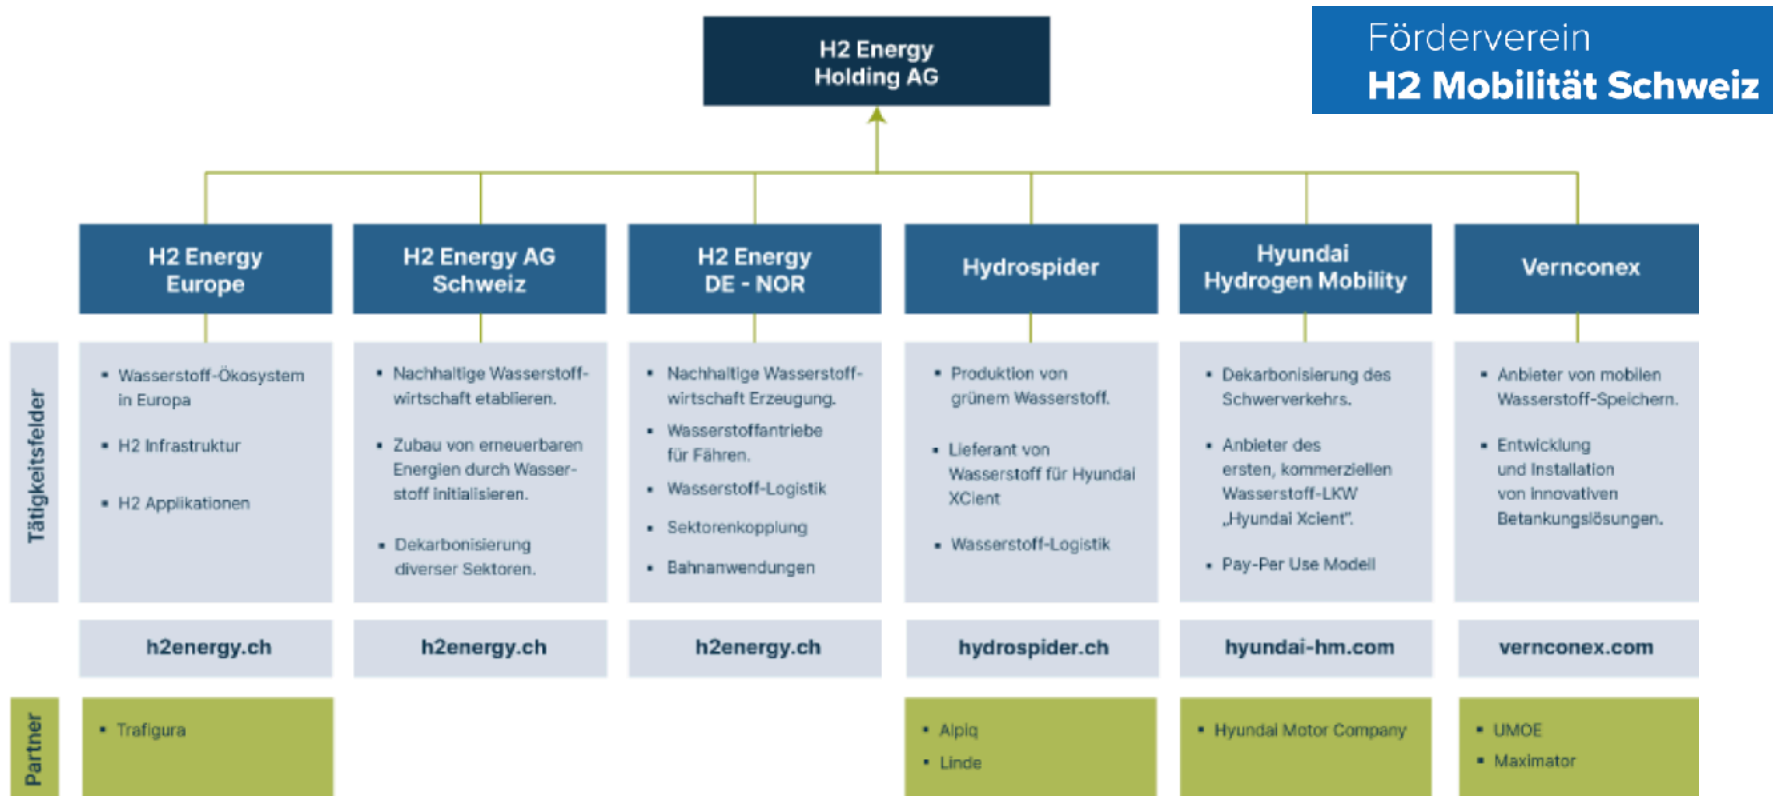 H2 Energy
Holding AG
Förderverein
H2 Mobilität Schweiz
H2 Energy
Europe
H2 Energy AG
Schweiz
H2 Energy
DE - NOR
Hydrospider
Hyundai
Hydrogen Mobility
Vernconex
Tätigkeitsfelder
▪ Wasserstoff-Ökosystem
in Europa
▪ H2 Infrastruktur
▪ H2 Applikationen
▪ Nachhaltige Wasserstoff-
wirtschaft etablieren.
▪ Zubau von erneuerbaren
Energien durch Wasser-
stoff initialisieren.
▪ Dekarbonisierung
diverser Sektoren.
▪ Nachhaltige Wasserstoff-
wirtschaft Erzeugung.
▪ Wasserstoffantriebe
für Fähren.
▪ Wasserstoff-Logistik
▪ Sektorenkopplung
▪ Bahnanwendungen
▪ Produktion von
grünem Wasserstoff.
▪ Lieferant von
Wasserstoff für Hyundai
XCient
▪ Wasserstoff-Logistik
▪ Dekarbonisierung des
Schwerverkehrs.
▪ Anbieter des
ersten, kommerziellen
Wasserstoff-LKW
„Hyundai Xcient".
▪ Pay-Per Use Modell
▪ Anbieter von mobilen
Wasserstoff-Speichern.
▪ Entwicklung
und Installation
von innovativen
Betankungslösungen.
h2energy.ch
h2energy.ch
h2energy.ch
hydrospider.ch
hyundai-hm.com
vernconex.com
Partner
▪ Trafigura
▪ Alpiq
▪ Linde
▪ Hyundai Motor Company
▪ UMOE
▪ Maximator